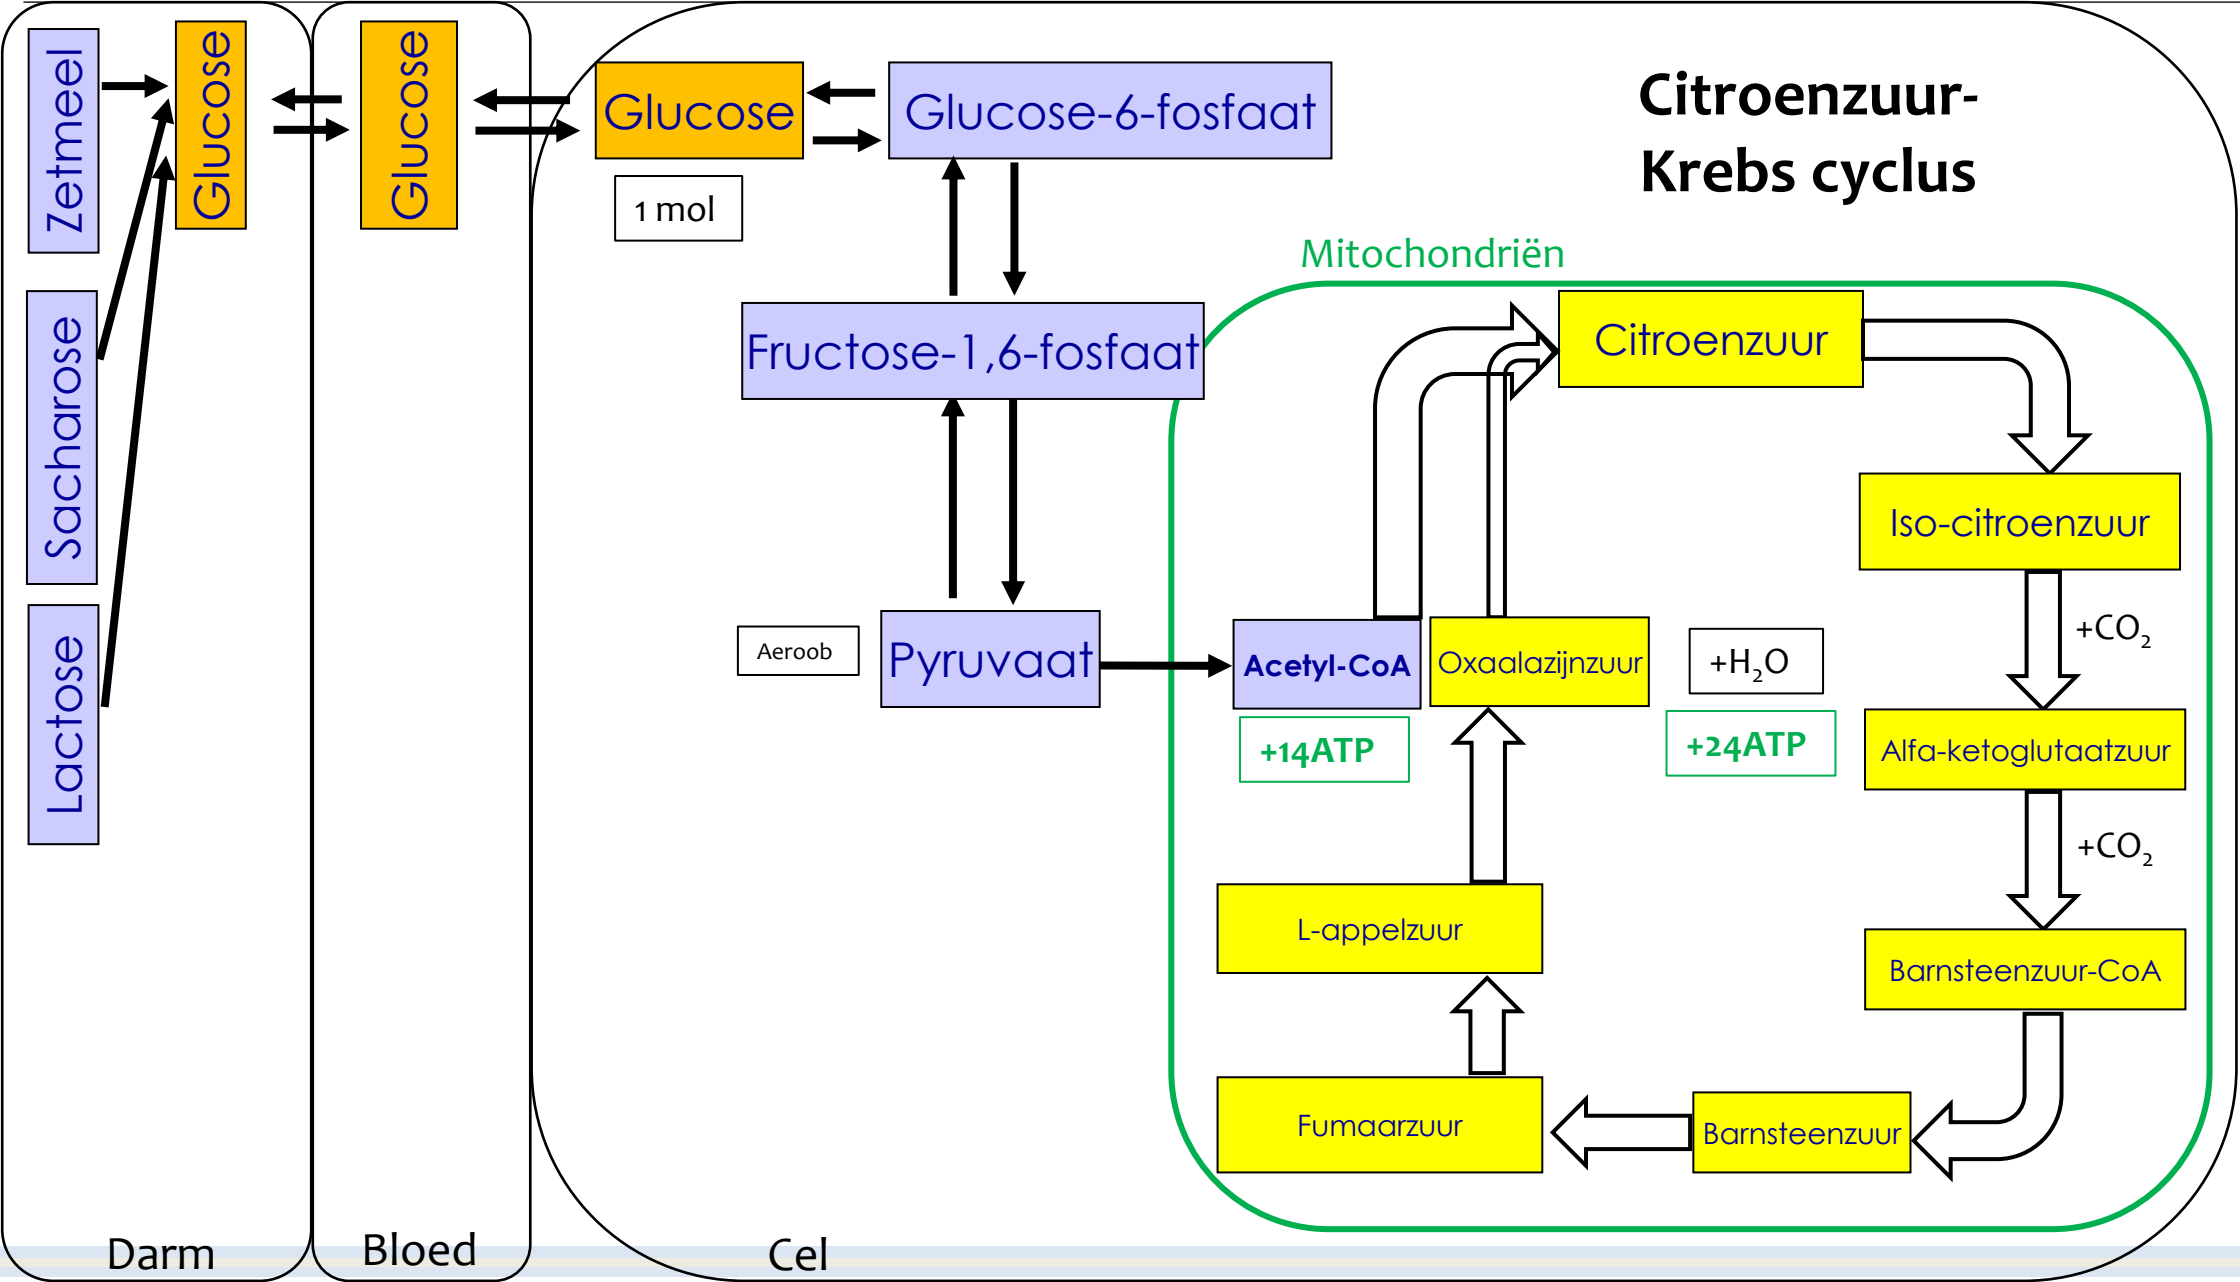 Zetmeel
Glucose
Sacharose
Lactose
Darm
Glucose
Bloed
Glucose
Glucose-6-fosfaat
1 mol
Citroenzuur-
Krebs cyclus
Mitochondriën
Fructose-1,6-fosfaat
Citroenzuur
Iso-citroenzuur
+CO₂
Aeroob
Pyruvaat
Acetyl-CoA
Oxaalazijnzuur
+H₂O
+14ATP
+24ATP
Alfa-ketoglutaatzuur
+CO₂
L-appelzuur
Barnsteenzuur-CoA
Fumaarzuur
Barnsteenzuur
Cel